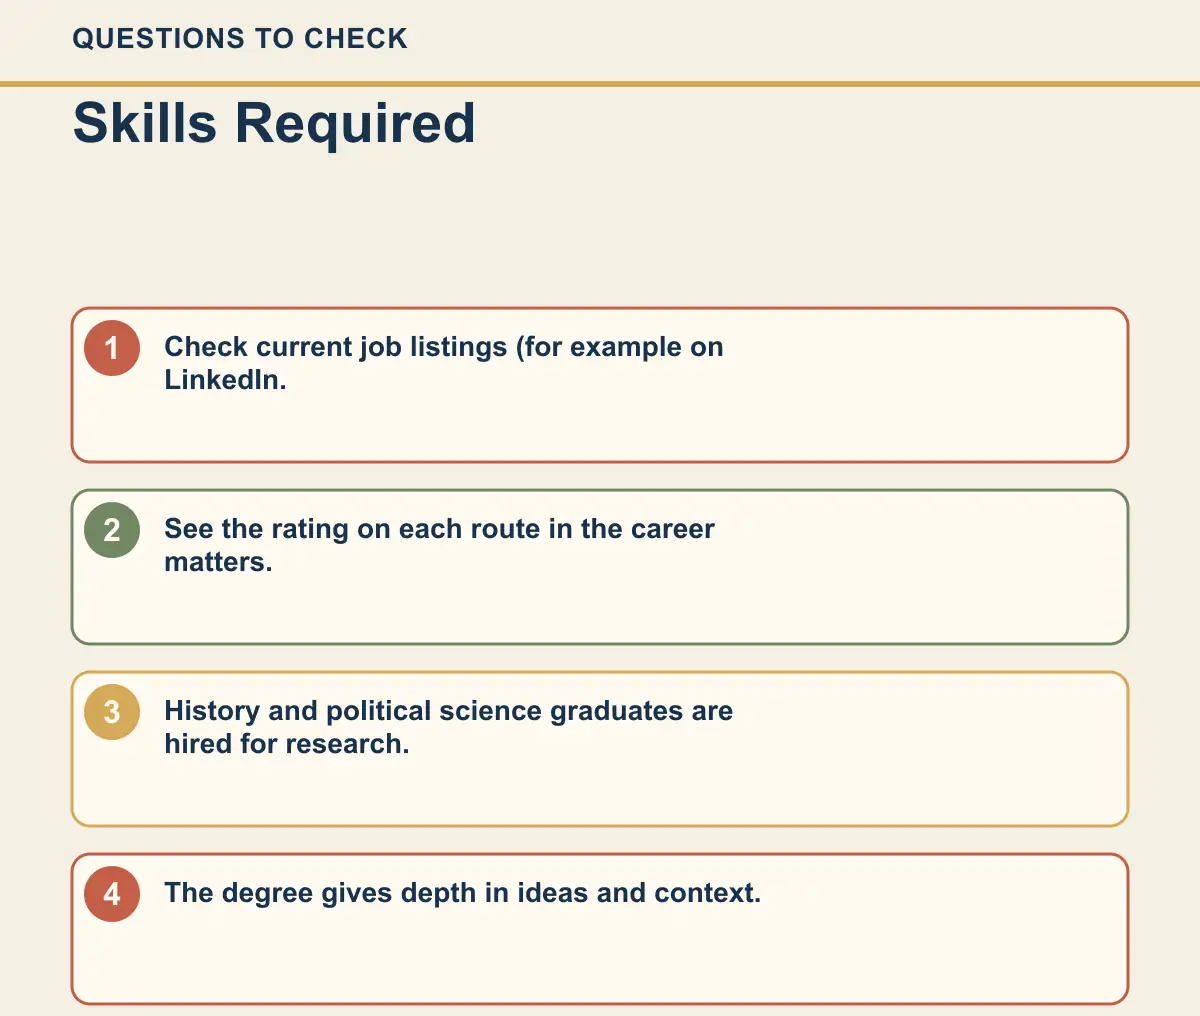 QUESTIONS TO CHECK
Skills Required
1
Check current job listings (for example on
LinkedIn.
2
See the rating on each route in the career
matters.
3
History and political science graduates are
hired for research.
4
The degree gives depth in ideas and context.